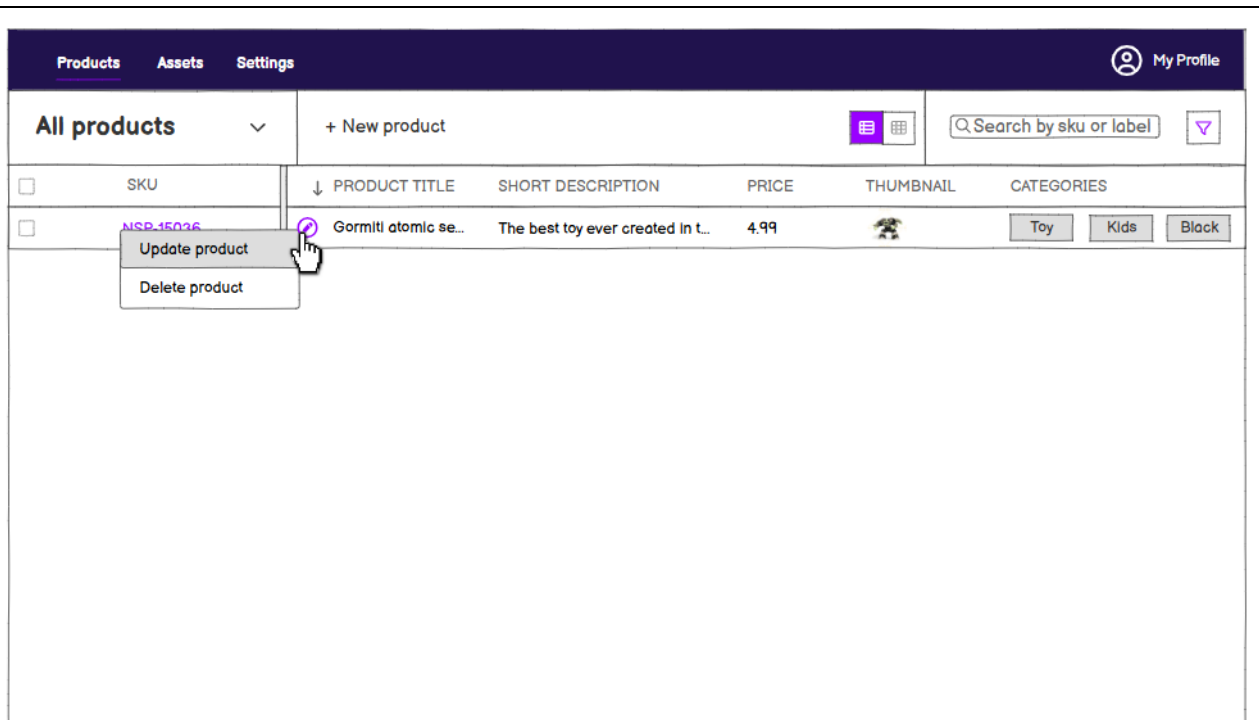 Products Assets Settings My Profile
All products + New product Search by sku or label
SKU PRODUCT TITLE SHORT DESCRIPTION PRICE THUMBNAIL CATEGORIES
NSP-15036 Gormiti atomic se... The best toy ever created in t... 4.99 Toy Kids Black
Update product
Delete product